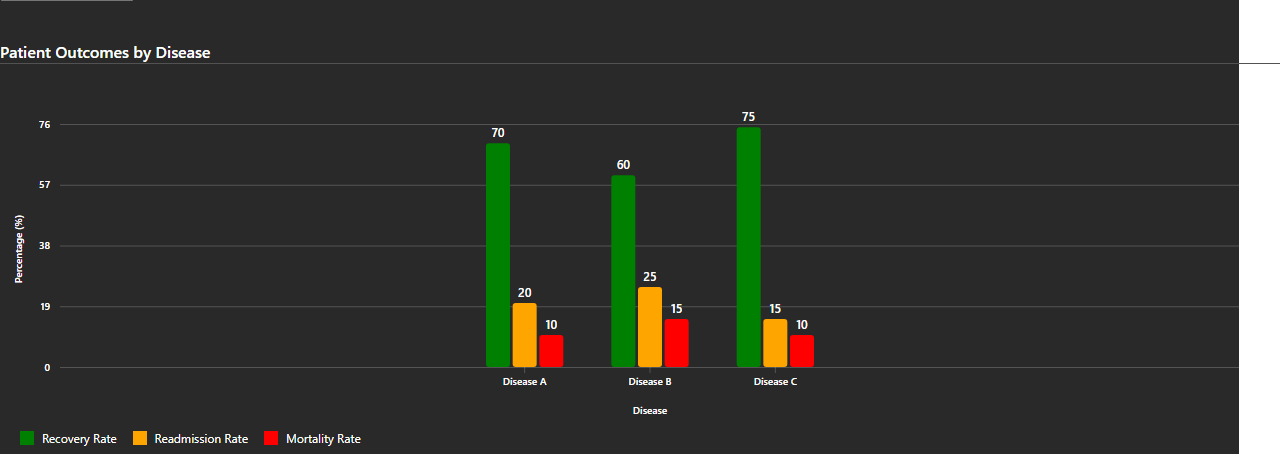 Patient Outcomes by Disease
75
76
70
60
57
Percentage (%)
38
25
20
19
15
15
10
10
0
Disease A
Disease B
Disease C
Disease
Recovery Rate
Readmission Rate
Mortality Rate